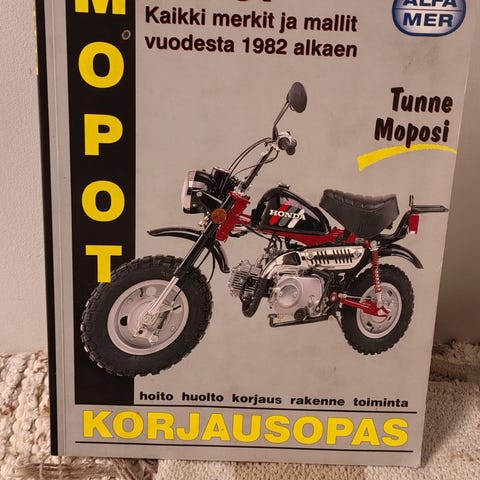 MOPOT
Kaikki merkit ja mallit
vuodesta 1982 alkaen
ALFA
MER
Tunne
Moposi
HONDA
hoito huolto korjaus rakenne toiminta
KORJAUSOPAS